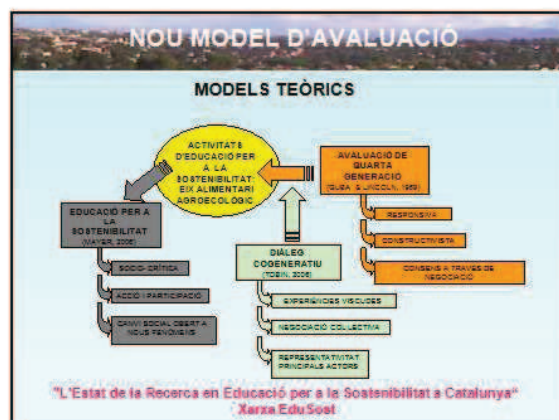 NOU MODEL D'AVALUACIÓ
MODELS TEÒRICS
ACTIVITATS
D'EDUCACIÓ PER
A LA
SOSTENIBILITAT:
EIX ALIMENTARI
AGROECOLÒGIC
AVALUACIÓ DE
QUARTA
GENERACIÓ
(GUBA & LINCOLN, 1989)
RESPONSIVA
CONSTRUCTIVISTA
CONSENS A TRAVÉS DE
NEGOCIACIÓ
EDUCACIÓ PER A
LA
SOSTENIBILITAT
(MAYER, 2006)
SOCIO-CRÍTICA
ACCIÓ I PARTICIPACIÓ
CANVI SOCIAL OBERT A
NOUS FENÒMENS
DIÀLEG
COGENERATIU
(TOBIN, 2006)
EXPERIÈNCIES VISCUDES
NEGOCIACIÓ COL·LECTIVA
REPRESENTATIVITAT
PRINCIPALS ACTORS
"L'Estat de la Recerca en Educació per a la Sostenibilitat a Catalunya"
Xarxa EduSost